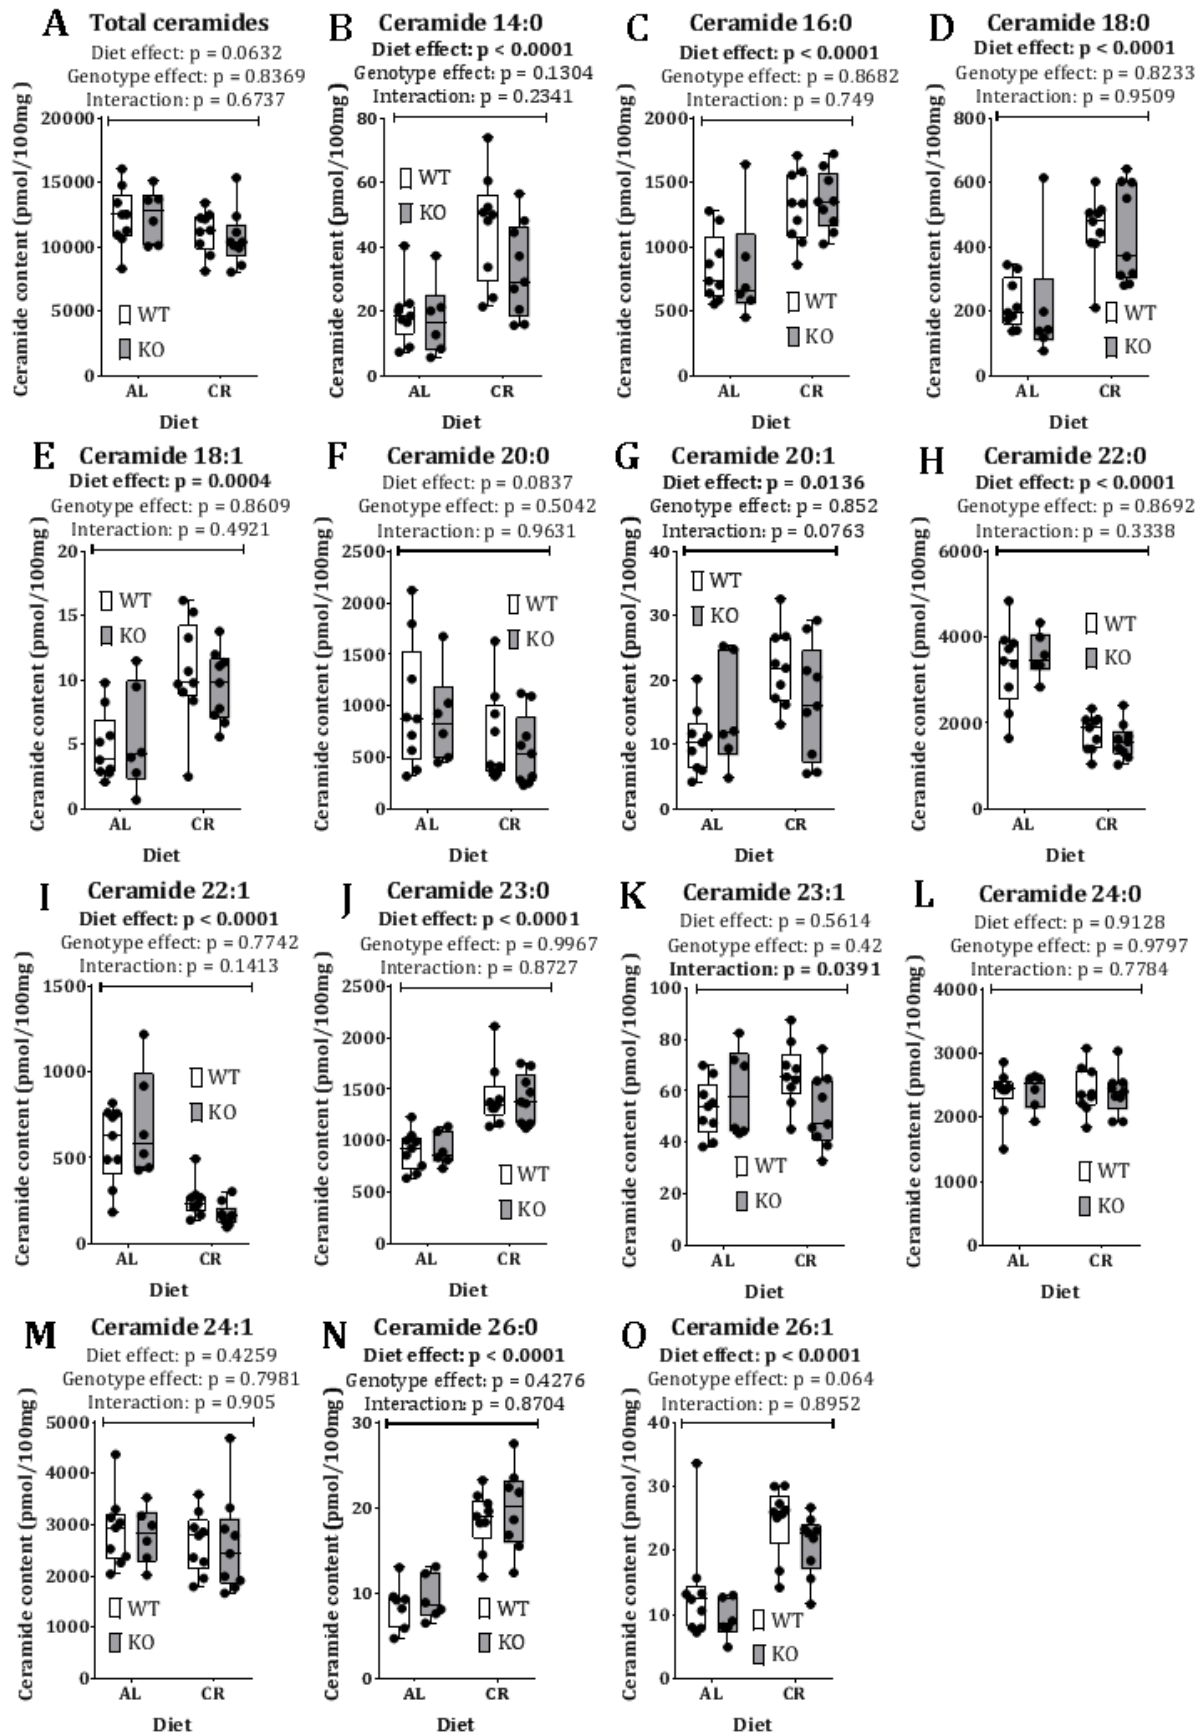 A Total ceramides
Diet effect: p = 0.0632
Genotype effect: p = 0.8369
Interaction: p = 0.6737
Ceramide content (pmol/100mg)
20000
15000
10000
5000
0
WT
KO
AL CR
Diet
B Ceramide 14:0
Diet effect: p < 0.0001
Genotype effect: p = 0.1304
Interaction: p = 0.2341
Ceramide content (pmol/100mg)
80
60
40
20
0
WT
KO
AL CR
Diet
C Ceramide 16:0
Diet effect: p < 0.0001
Genotype effect: p = 0.8682
Interaction: p = 0.749
Ceramide content (pmol/100mg)
2000
1500
1000
500
0
WT
KO
AL CR
Diet
D Ceramide 18:0
Diet effect: p < 0.0001
Genotype effect: p = 0.8233
Interaction: p = 0.9509
Ceramide content (pmol/100mg)
800
600
400
200
0
WT
KO
AL CR
Diet
E Ceramide 18:1
Diet effect: p = 0.0004
Genotype effect: p = 0.8609
Interaction: p = 0.4921
Ceramide content (pmol/100mg)
20
15
10
5
0
WT
KO
AL CR
Diet
F Ceramide 20:0
Diet effect: p = 0.0837
Genotype effect: p = 0.5042
Interaction: p = 0.9631
Ceramide content (pmol/100mg)
2500
2000
1500
1000
500
0
WT
KO
AL CR
Diet
G Ceramide 20:1
Diet effect: p = 0.0136
Genotype effect: p = 0.852
Interaction: p = 0.0763
Ceramide content (pmol/100mg)
40
30
20
10
0
WT
KO
AL CR
Diet
H Ceramide 22:0
Diet effect: p < 0.0001
Genotype effect: p = 0.8692
Interaction: p = 0.3338
Ceramide content (pmol/100mg)
6000
4000
2000
0
WT
KO
AL CR
Diet
I Ceramide 22:1
Diet effect: p < 0.0001
Genotype effect: p = 0.7742
Interaction: p = 0.1413
Ceramide content (pmol/100mg)
1500
1000
500
0
WT
KO
AL CR
Diet
J Ceramide 23:0
Diet effect: p < 0.0001
Genotype effect: p = 0.9967
Interaction: p = 0.8727
Ceramide content (pmol/100mg)
2500
2000
1500
1000
500
0
WT
KO
AL CR
Diet
K Ceramide 23:1
Diet effect: p = 0.5614
Genotype effect: p = 0.42
Interaction: p = 0.0391
Ceramide content (pmol/100mg)
100
80
60
40
20
0
WT
KO
AL CR
Diet
L Ceramide 24:0
Diet effect: p = 0.9128
Genotype effect: p = 0.9797
Interaction: p = 0.7784
Ceramide content (pmol/100mg)
4000
3000
2000
1000
0
WT
KO
AL CR
Diet
M Ceramide 24:1
Diet effect: p = 0.4259
Genotype effect: p = 0.7981
Interaction: p = 0.905
Ceramide content (pmol/100mg)
5000
4000
3000
2000
1000
0
WT
KO
AL CR
Diet
N Ceramide 26:0
Diet effect: p < 0.0001
Genotype effect: p = 0.4276
Interaction: p = 0.8704
Ceramide content (pmol/100mg)
30
20
10
0
WT
KO
AL CR
Diet
O Ceramide 26:1
Diet effect: p < 0.0001
Genotype effect: p = 0.064
Interaction: p = 0.8952
Ceramide content (pmol/100mg)
40
30
20
10
0
WT
KO
AL CR
Diet